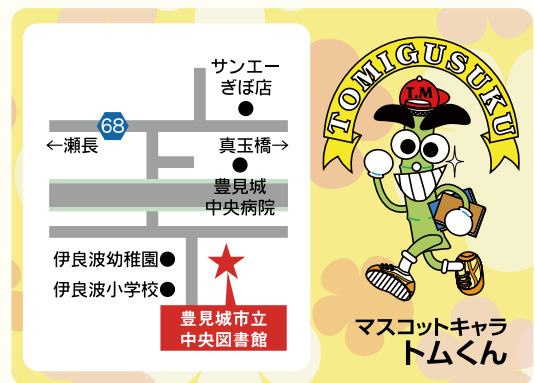 サンエー
ぎぼ店
68
←瀬長
真玉橋→
豊見城
中央病院
伊良波幼稚園
伊良波小学校
豊見城市立
中央図書館
TOMIGUSUKU
T.M
マスコットキャラ
トムくん